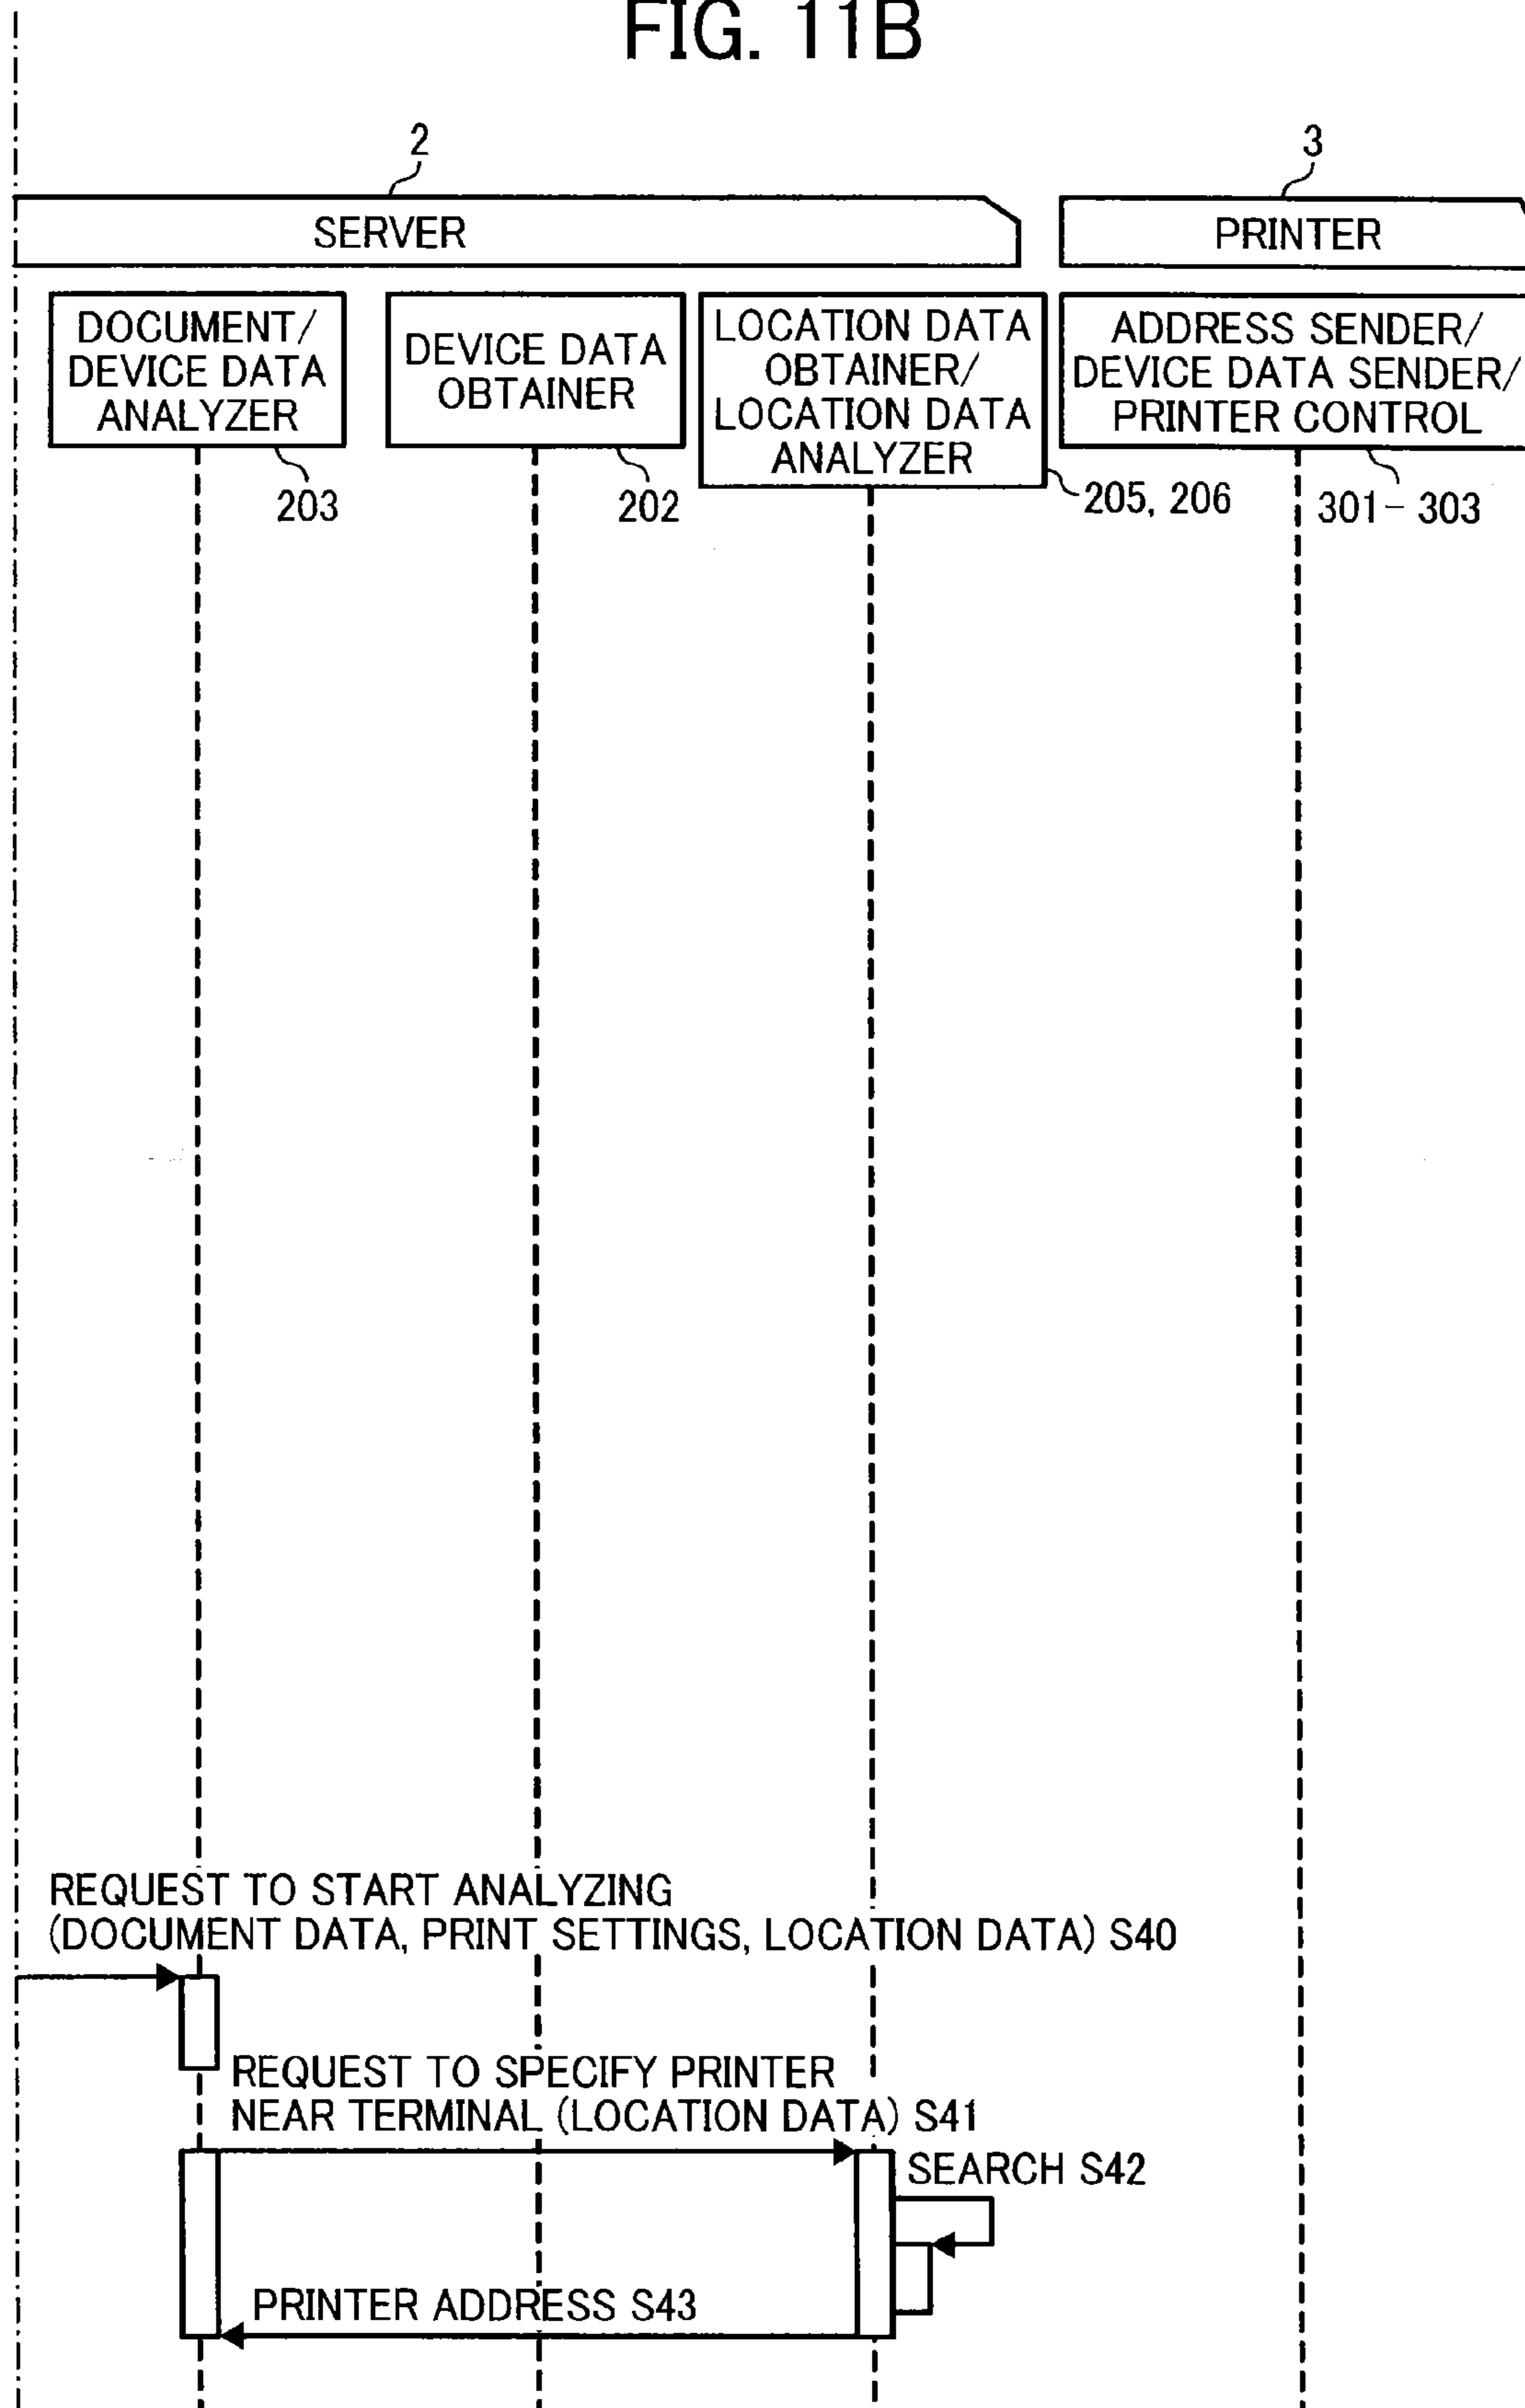 FIG. 11B
2
3
SERVER
PRINTER
DOCUMENT/
DEVICE DATA
ANALYZER
203
DEVICE DATA
OBTAINER
202
LOCATION DATA
OBTAINER/
LOCATION DATA
ANALYZER
205, 206
ADDRESS SENDER/
DEVICE DATA SENDER/
PRINTER CONTROL
301-303
REQUEST TO START ANALYZING
(DOCUMENT DATA, PRINT SETTINGS, LOCATION DATA) S40
REQUEST TO SPECIFY PRINTER
NEAR TERMINAL (LOCATION DATA) S41
SEARCH S42
PRINTER ADDRESS S43